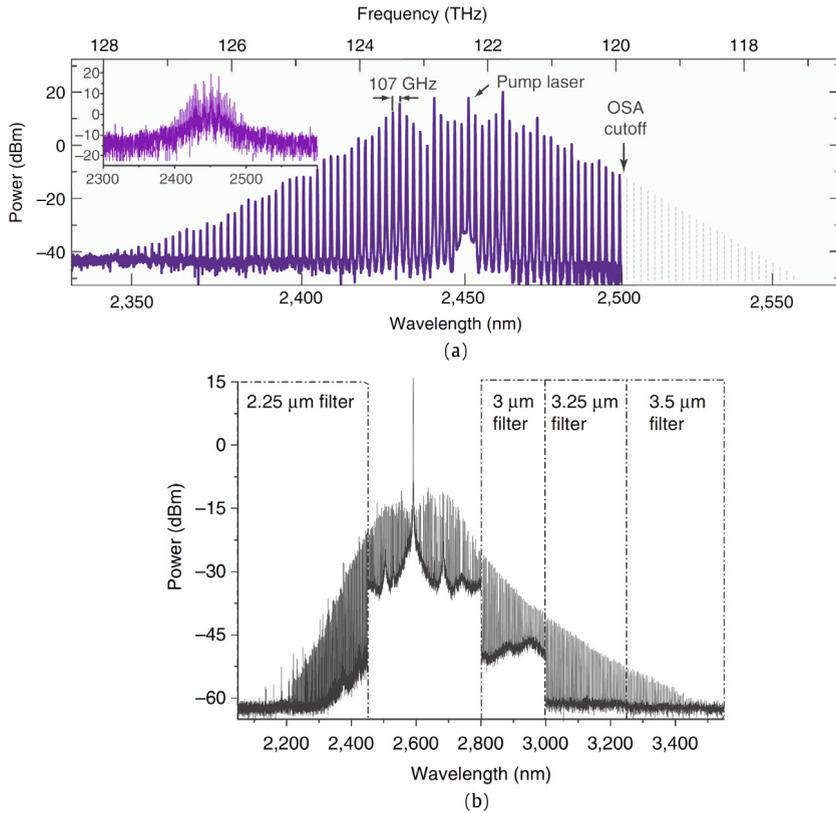 Frequency (THz)
128 126 124 122 120 118
107 GHz
Pump laser
OSA
cutoff
20
10
0
−10
−20
2300 2400 2500
20
0
−20
−40
Power (dBm)
2,350 2,400 2,450 2,500 2,550
Wavelength (nm)
(a)
15
0
−15
−30
−45
−60
Power (dBm)
2.25 µm filter
3 µm
filter
3.25 µm
filter
3.5 µm
filter
2,200 2,400 2,600 2,800 3,000 3,200 3,400
Wavelength (nm)
(b)